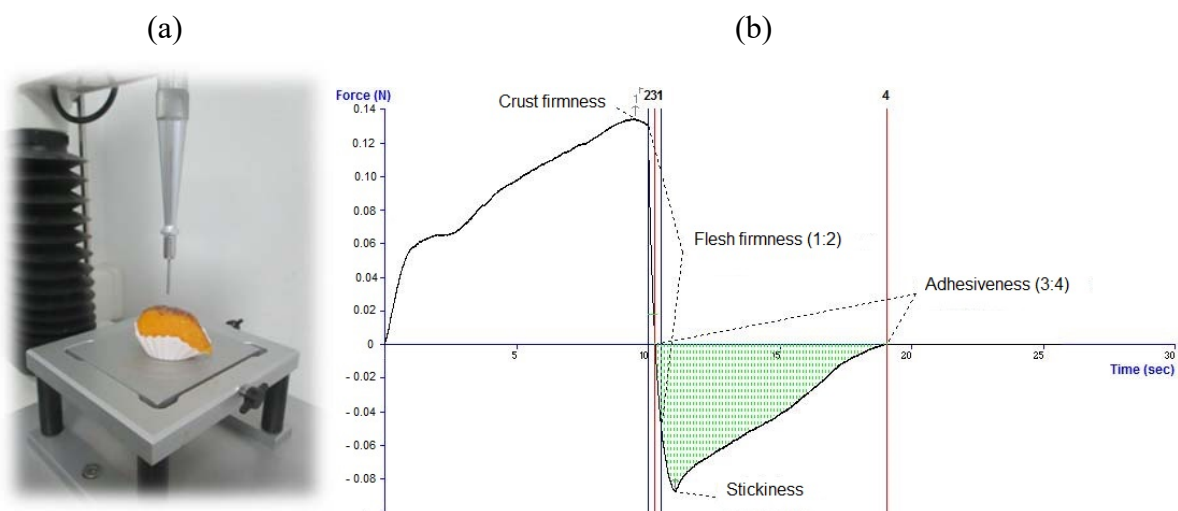 (a)
(b)
Force (N)
0.14
0.12
0.10
0.08
0.06
0.04
0.02
0
- 0.02
- 0.04
- 0.06
- 0.08
Crust firmness
231
4
Flesh firmness (1:2)
Adhesiveness (3:4)
5
10
15
20
25
30
Time (sec)
Stickiness